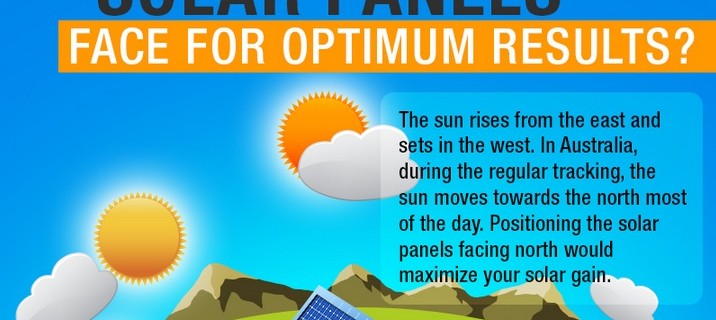 SOLAR PANELS
FACE FOR OPTIMUM RESULTS?
The sun rises from the east and
sets in the west. In Australia,
during the regular tracking, the
sun moves towards the north most
of the day. Positioning the solar
panels facing north would
maximize your solar gain.